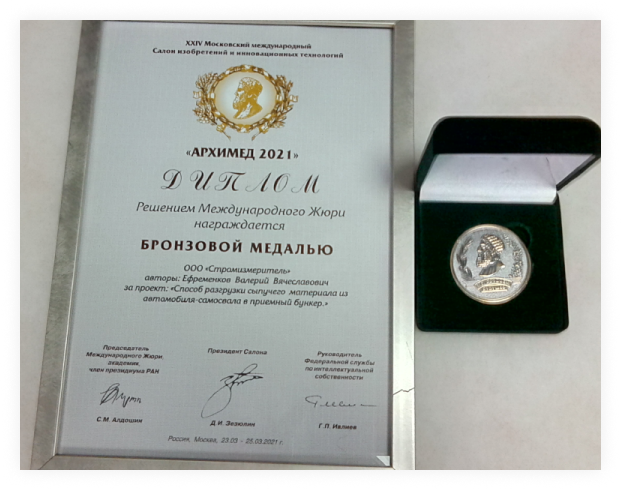 XXIV Московский международный
Салон изобретений и инновационных технологий
«АРХИМЕД 2021»
ДИПЛОМ
Решением Международного Жюри
награждается
БРОНЗОВОЙ МЕДАЛЬЮ
ООО «Стромизмеритель»
авторы: Ефременков Валерий Вячеславович
за проект: «Способ разгрузки сыпучего материала из
автомобиля-самосвала в приемный бункер.»
Председатель
Международного Жюри,
академик,
член президиума РАН
С.М. Алдошин
Президент Салона
Д.И. Зезюлин
Руководитель
Федеральной службы
по интеллектуальной
собственности
Г.П. Ивлиев
Россия, Москва, 23.03 - 26.03.2021 г.